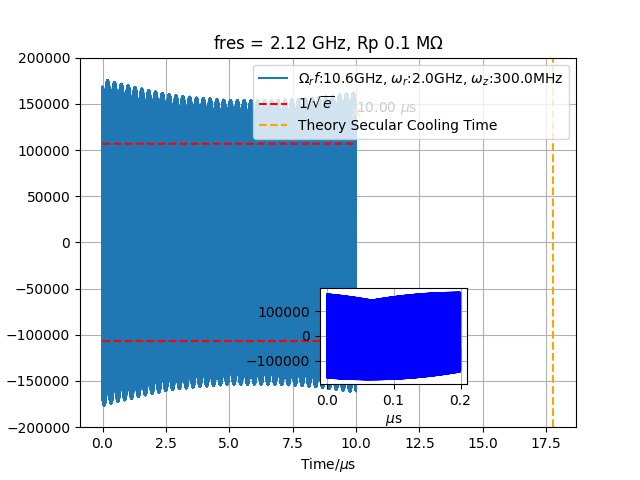 fres = 2.12 GHz, Rp 0.1 MΩ
200000
150000
100000
50000
0
−50000
−100000
−150000
−200000
Ωrf:10.6GHz, ωr:2.0GHz, ωz:300.0MHz
1/√e
10.00 μs
Theory Secular Cooling Time
100000
0
−100000
0.0 0.1 0.2
μs
0.0 2.5 5.0 7.5 10.0 12.5 15.0 17.5
Time/μs